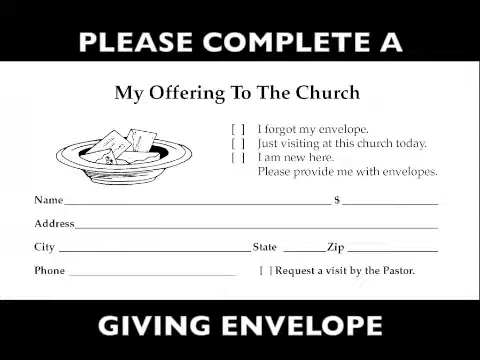 PLEASE COMPLETE A
My Offering To The Church
[ ] I forgot my envelope.
[ ] Just visiting at this church today.
[ ] I am new here.
Please provide me with envelopes.
Name $
Address
City State Zip
Phone [ ] Request a visit by the Pastor.
GIVING ENVELOPE